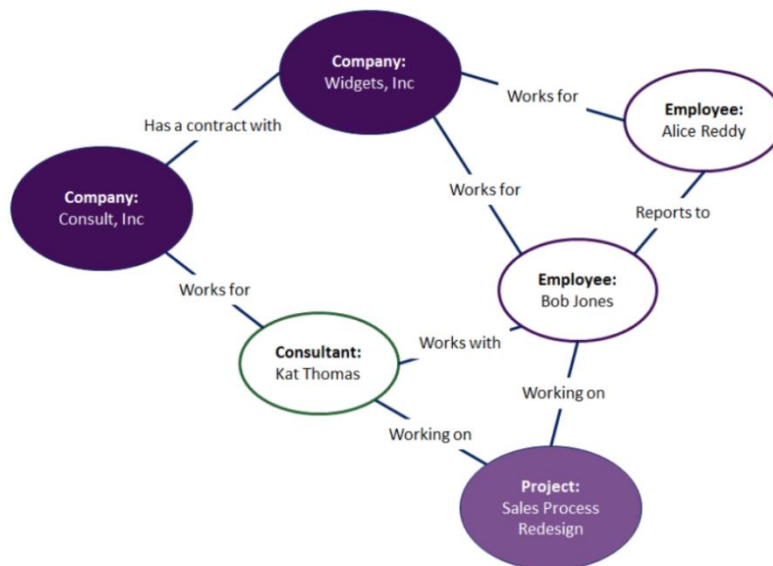 Company:
Widgets, Inc
Works for
Employee:
Alice Reddy
Has a contract with
Company:
Consult, Inc
Works for
Reports to
Employee:
Bob Jones
Works for
Consultant:
Kat Thomas
Works with
Working on
Working on
Project:
Sales Process
Redesign